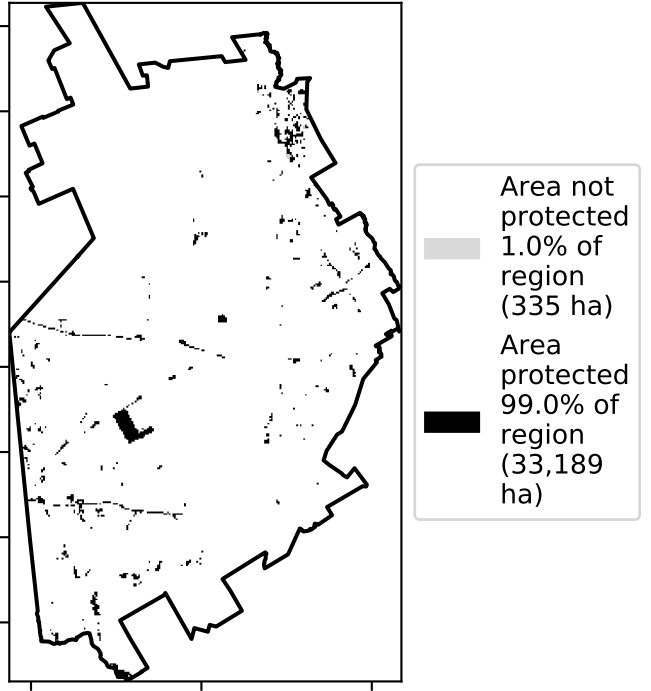 Area not
protected
1.0% of
region
(335 ha)
Area
protected
99.0% of
region
(33,189
ha)